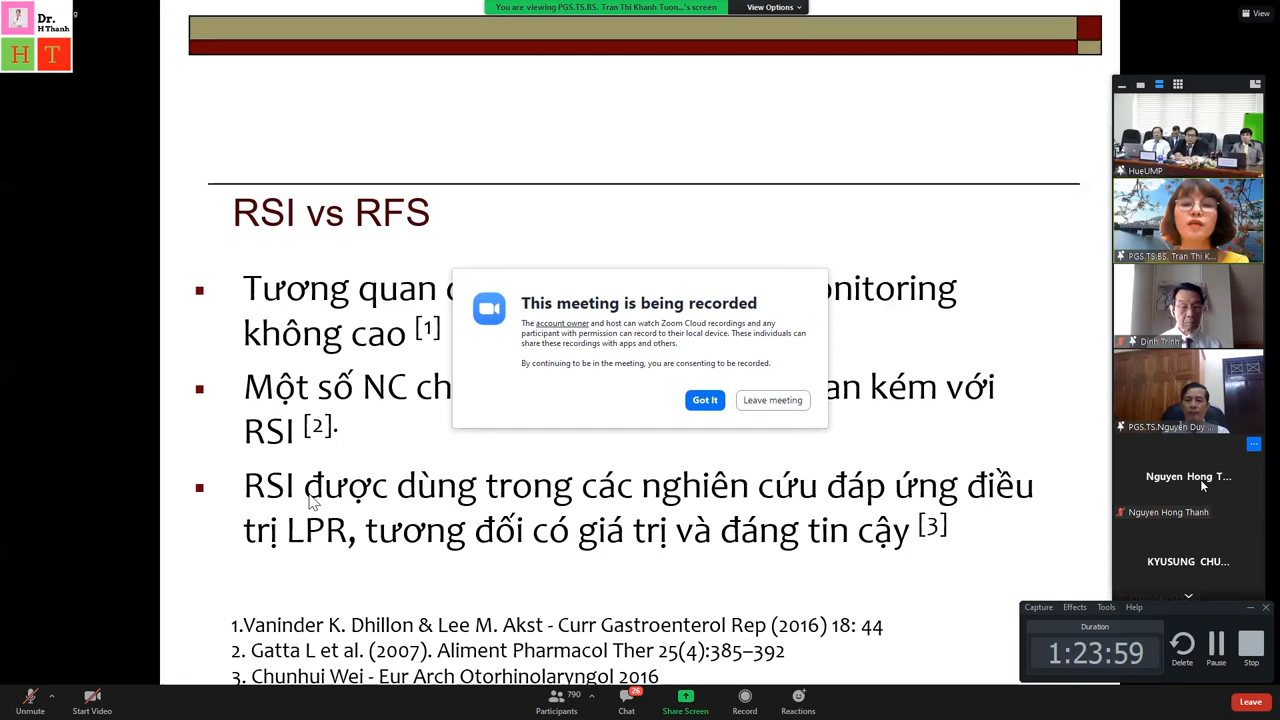 Dr.
H Thanh
H T
You are viewing PGS.TS.BS. Tran Thi Khanh Tuon...'s screen
View Options
View
RSI vs RFS
Tương quan
onitoring
không cao [1]
Một số NC ch
an kém với
RSI [2].
RSI được dùng trong các nghiên cứu đáp ứng điều
trị LPR, tương đối có giá trị và đáng tin cậy [3]
1.Vaninder K. Dhillon & Lee M. Akst - Curr Gastroenterol Rep (2016) 18: 44
2. Gatta L et al. (2007). Aliment Pharmacol Ther 25(4):385–392
3. Chunhui Wei - Eur Arch Otorhinolaryngol 2016
This meeting is being recorded
The account owner and host can watch Zoom Cloud recordings and any
participant with permission can record to their local device. These individuals can
share these recordings with apps and others.
By continuing to be in the meeting, you are consenting to be recorded.
Got It
Leave meeting
HueUMP
PGS.TS.BS. Tran Thi K...
Dinh Trinh
PGS.TS.Nguyễn Duy ...
Nguyen Hong T...
Nguyen Hong Thanh
KYUSUNG CHU...
Capture Effects Tools Help
Duration
1:23:59
Delete Pause Stop
Unmute
Start Video
790
Participants
26
Chat
Share Screen
Record
Reactions
Leave